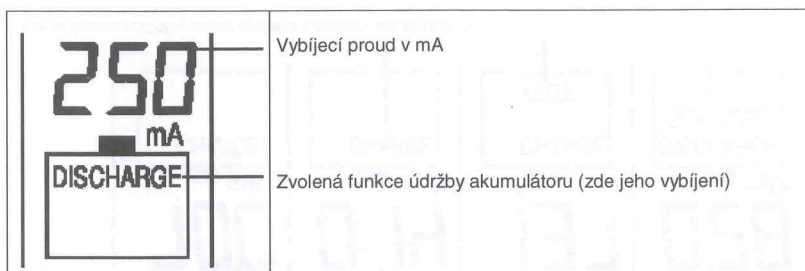 250
Vybíjecí proud v mA
mA
DISCHARGE
Zvolená funkce údržby akumulátoru (zde jeho vybíjení)